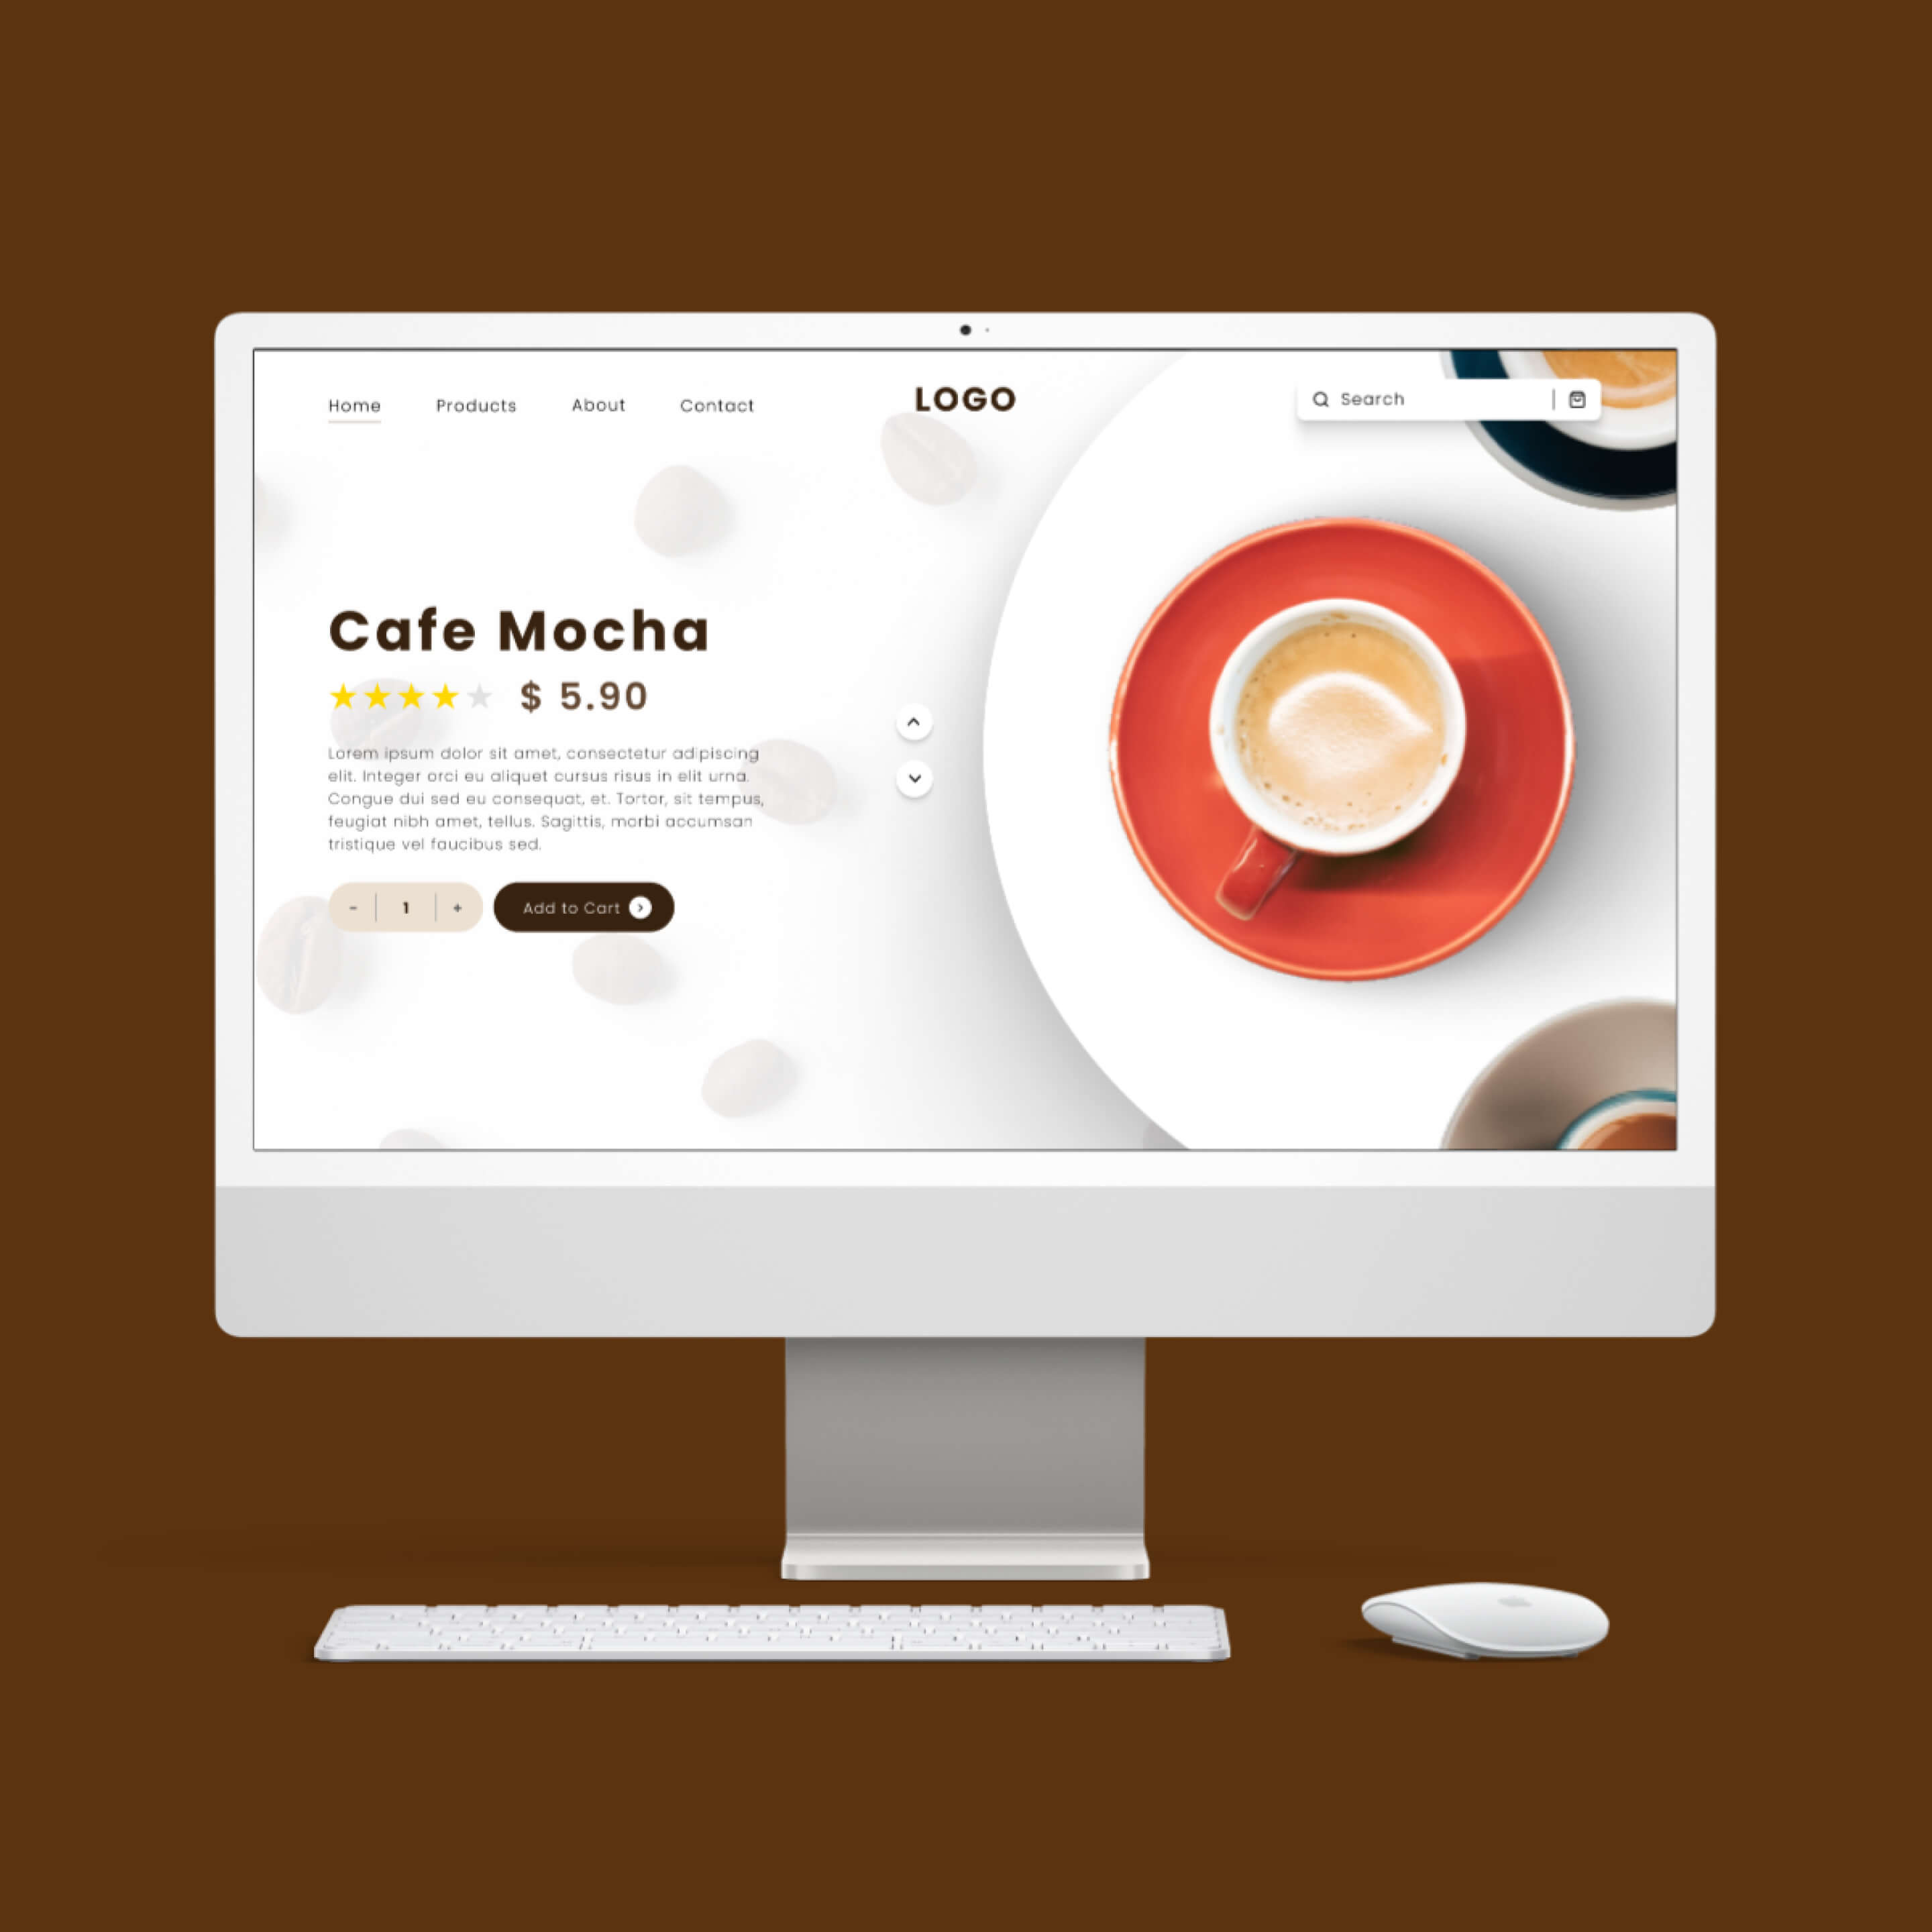 Home Products About Contact LOGO Search
Cafe Mocha
$ 5.90
Lorem ipsum dolor sit amet, consectetur adipiscing
elit. Integer orci eu aliquet cursus risus in elit urna.
Congue dui sed eu consequat, et. Tortor, sit tempus,
feugiat nibh amet, tellus. Sagittis, morbi accumsan
tristique vel faucibus sed.
- 1 + Add to Cart